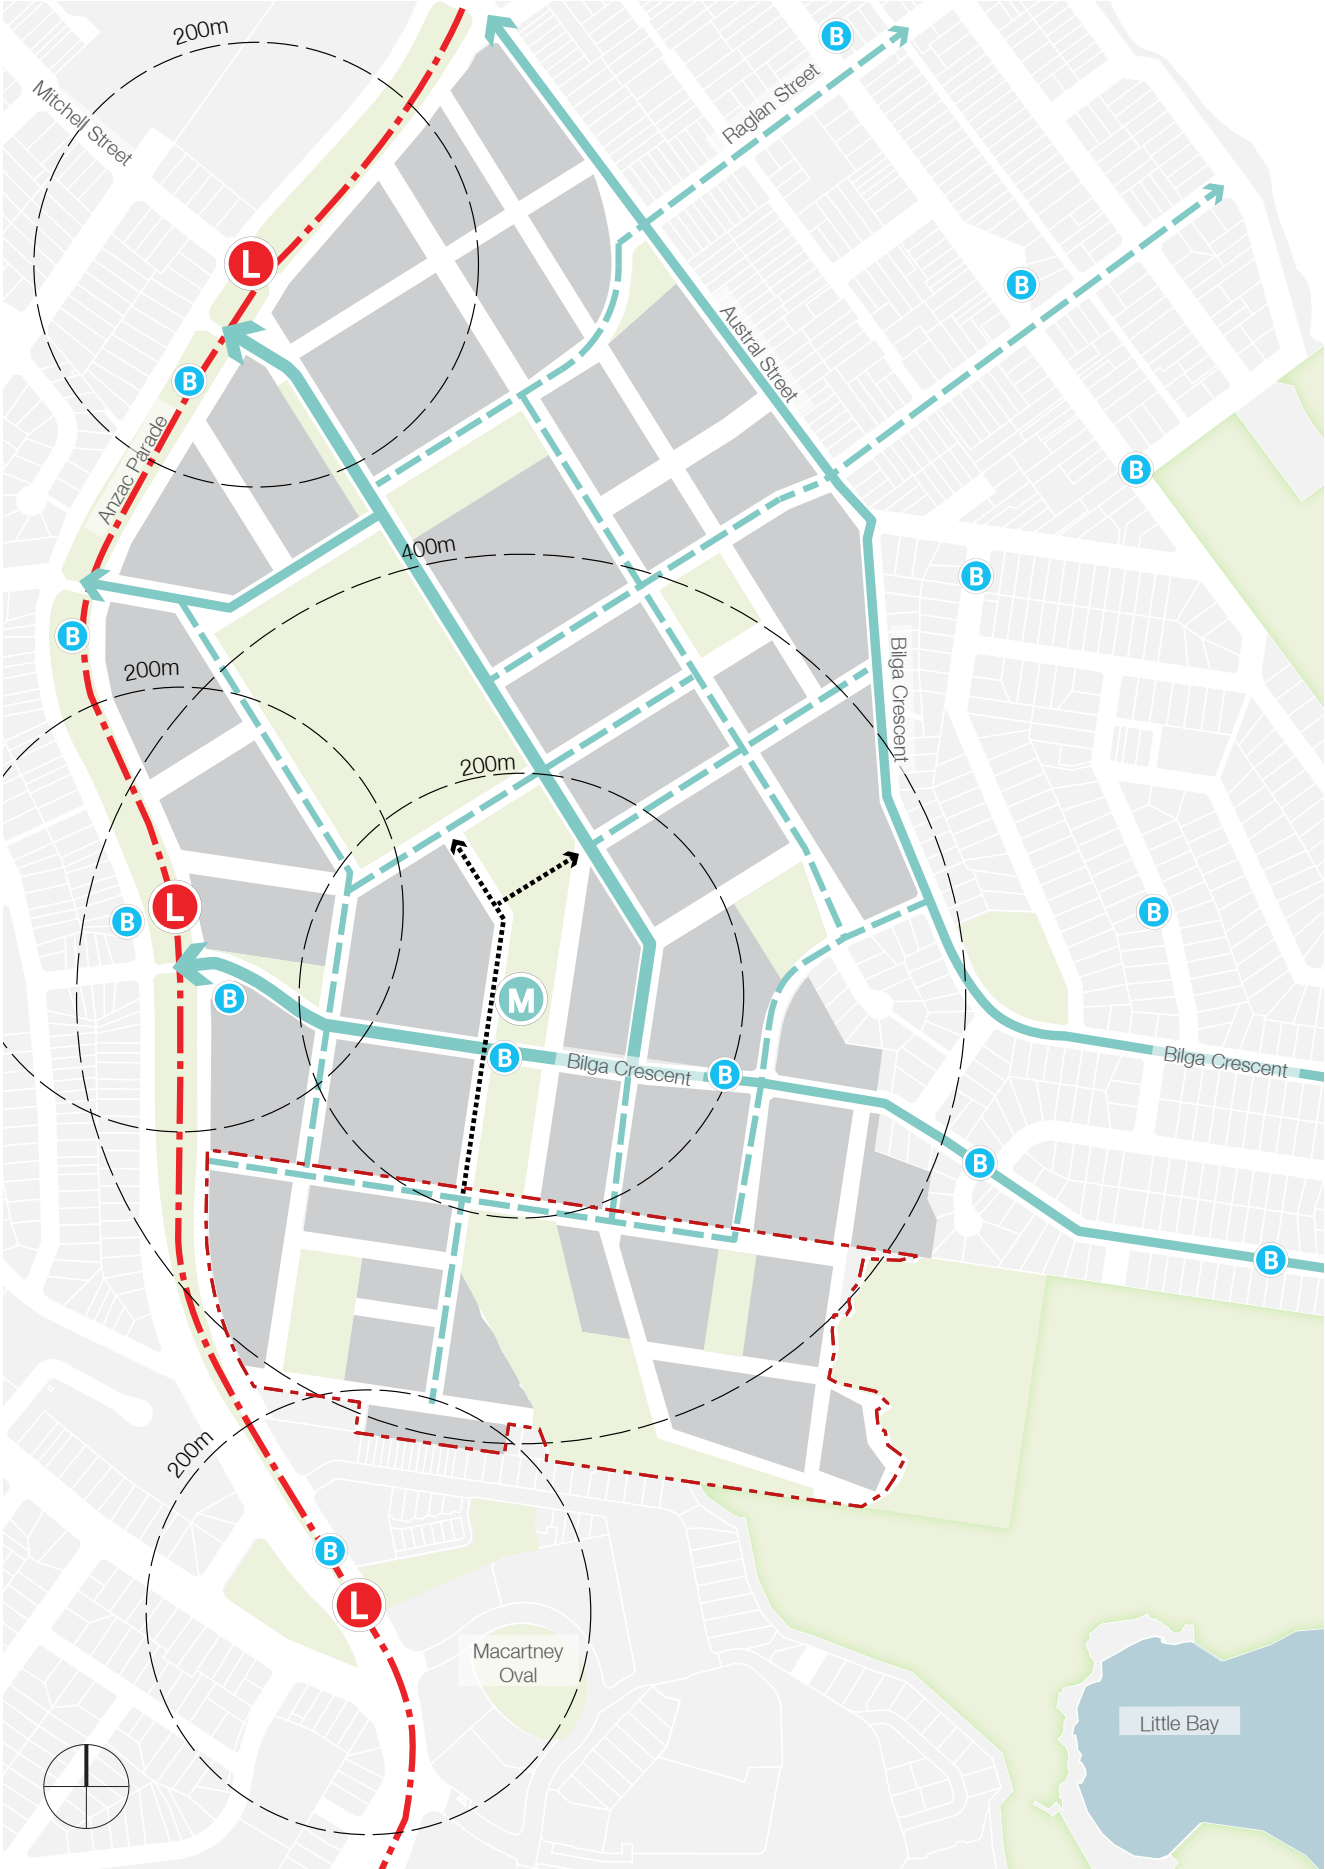 200m
B
Raglan Street
Mitchell Street
L
B
Austral Street
B
Anzac Parade
B
400m
B
B
Bilga Crescent
200m
200m
L
B
B
B
M
B
Bilga Crescent
B
Bilga Crescent
B
B
200m
B
L
Macartney
Oval
Little Bay